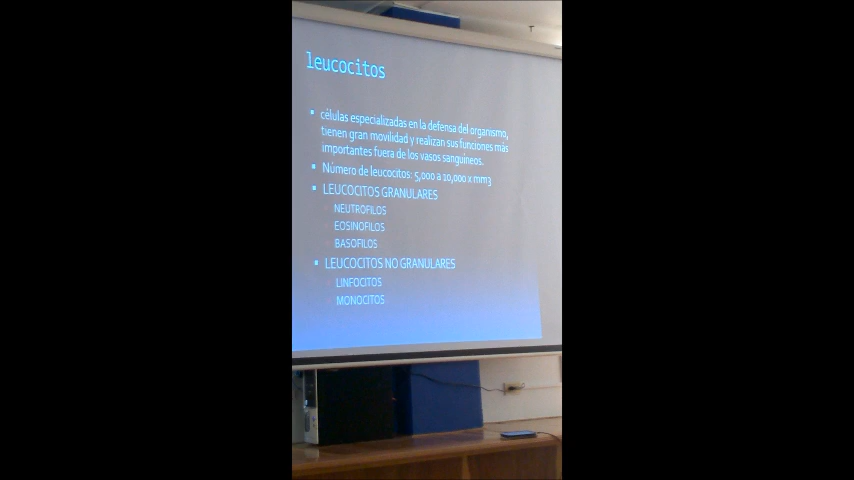 leucocitos
células especializadas en la defensa del organismo,
tienen gran movilidad y realizan sus funciones más
importantes fuera de los vasos sanguíneos.
Número de leucocitos: 5,000 a 10,000 x mm3
LEUCOCITOS GRANULARES
NEUTROFILOS
EOSINOFILOS
BASOFILOS
LEUCOCITOS NO GRANULARES
LINFOCITOS
MONOCITOS